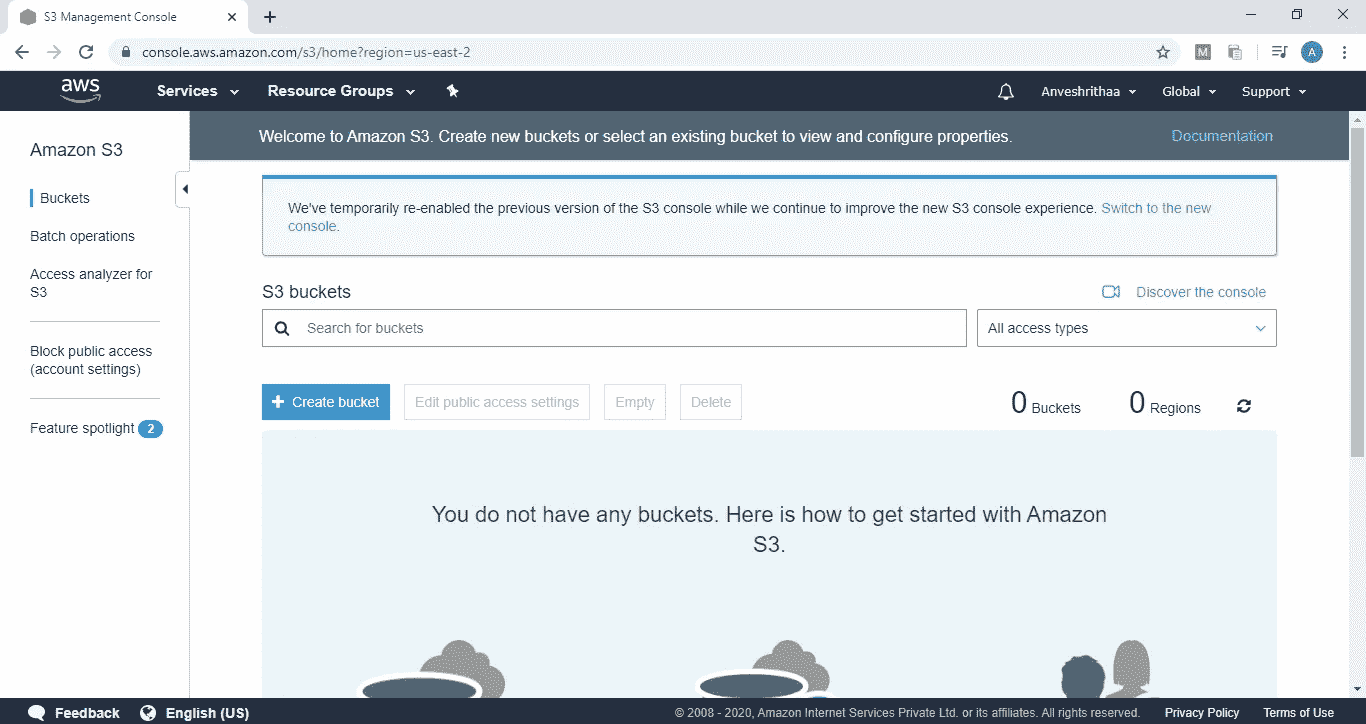 S3 Management Console
console.aws.amazon.com/s3/home?region=us-east-2
M
A
aws
Services
Resource Groups
Anveshrithaa
Global
Support
Amazon S3
Buckets
Batch operations
Access analyzer for
S3
Block public access
(account settings)
Feature spotlight 2
Welcome to Amazon S3. Create new buckets or select an existing bucket to view and configure properties.
Documentation
We've temporarily re-enabled the previous version of the S3 console while we continue to improve the new S3 console experience. Switch to the new
console.
S3 buckets
Discover the console
Search for buckets
All access types
Create bucket
Edit public access settings
Empty
Delete
0 Buckets
0 Regions
You do not have any buckets. Here is how to get started with Amazon
S3.
Feedback
English (US)
© 2008 - 2020, Amazon Internet Services Private Ltd. or its affiliates. All rights reserved.
Privacy Policy
Terms of Use